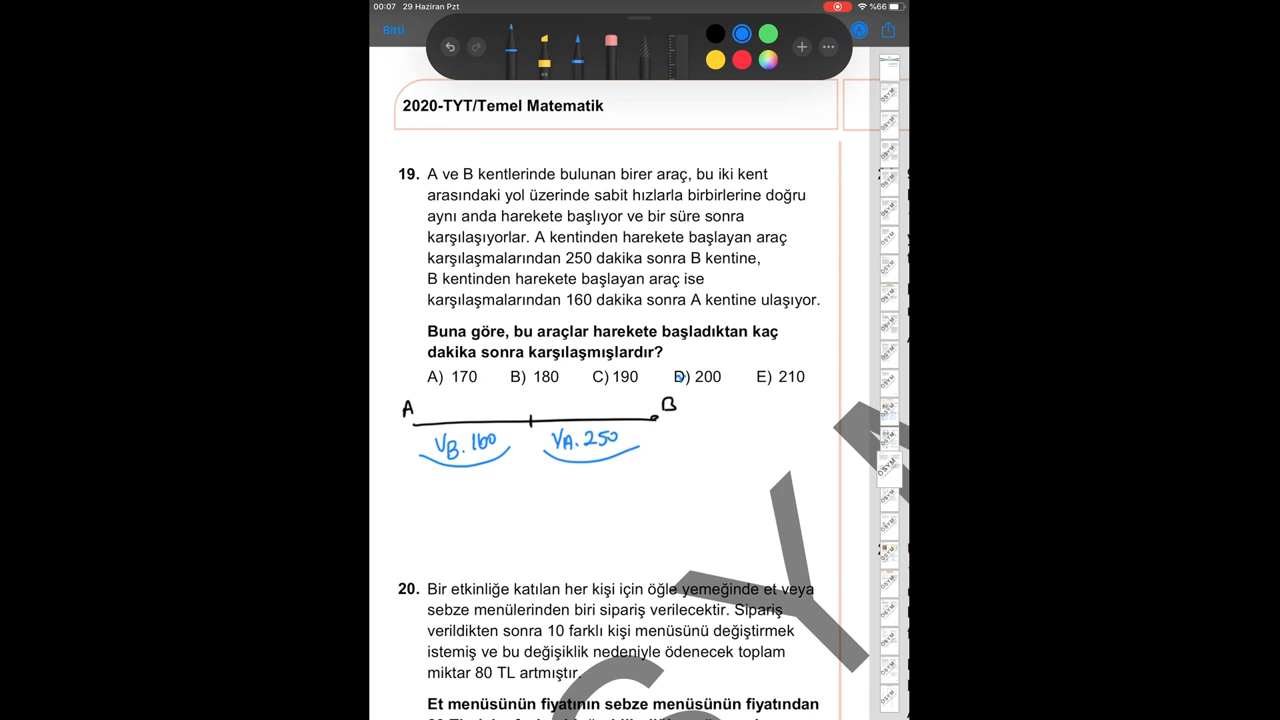 00:07 29 Haziran Pzt %66
Bitti
2020-TYT/Temel Matematik
19. A ve B kentlerinde bulunan birer araç, bu iki kent
arasındaki yol üzerinde sabit hızlarla birbirlerine doğru
aynı anda harekete başlıyor ve bir süre sonra
karşılaşıyorlar. A kentinden harekete başlayan araç
karşılaşmalarından 250 dakika sonra B kentine,
B kentinden harekete başlayan araç ise
karşılaşmalarından 160 dakika sonra A kentine ulaşıyor.
Buna göre, bu araçlar harekete başladıktan kaç
dakika sonra karşılaşmışlardır?
A) 170 B) 180 C) 190 D) 200 E) 210
A B
VB. 160 VA. 250
20. Bir etkinliğe katılan her kişi için öğle yemeğinde et veya
sebze menülerinden biri sipariş verilecektir. Sipariş
verildikten sonra 10 farklı kişi menüsünü değiştirmek
istemiş ve bu değişiklik nedeniyle ödenecek toplam
miktar 80 TL artmıştır.
Et menüsünün fiyatının sebze menüsünün fiyatından